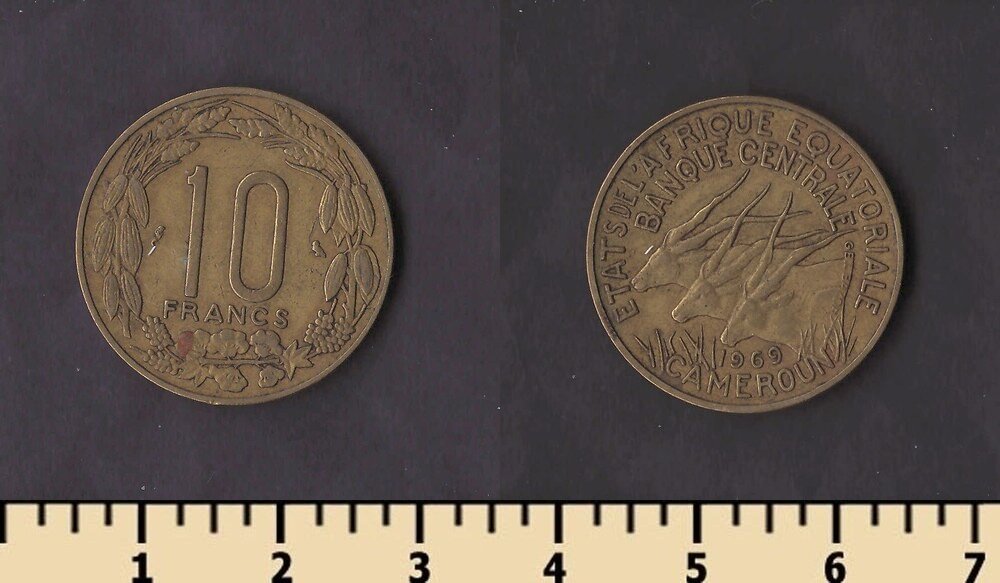 10
FRANCS
ETATS DE L'AFRIQUE EQUATORIALE
BANQUE CENTRALE
1969
CAMEROUN
1 2 3 4 5 6 7